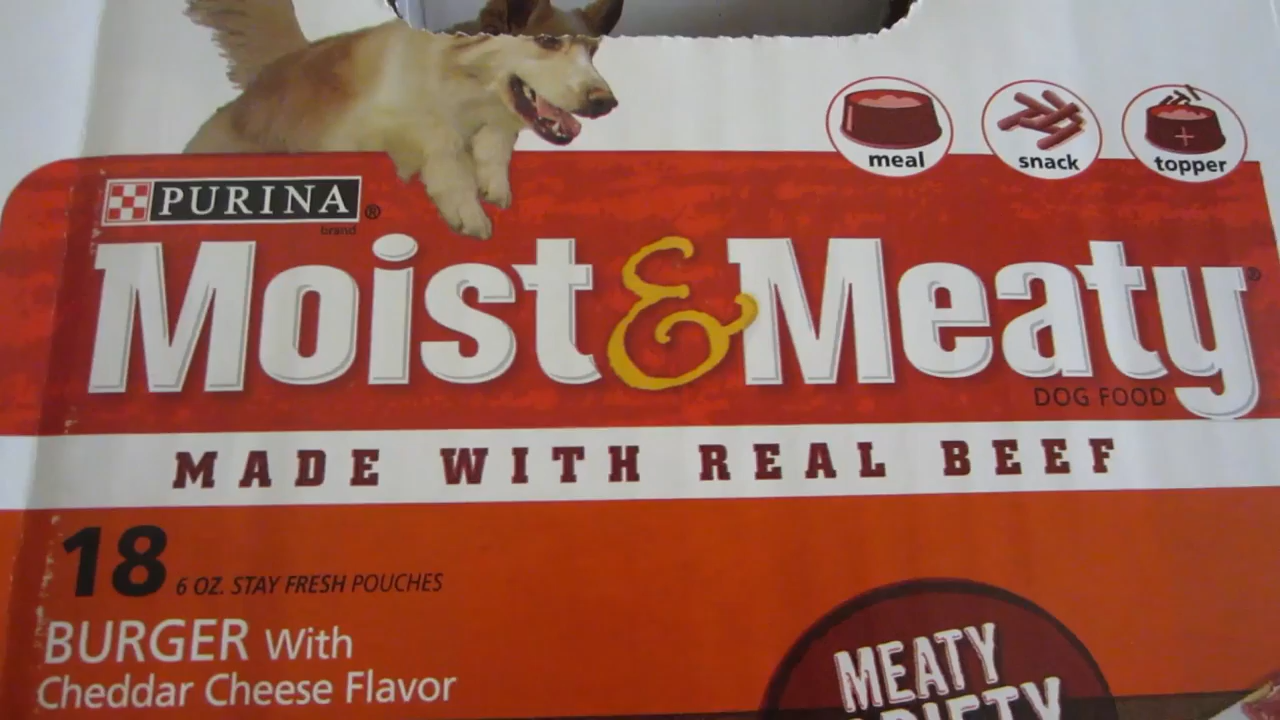 meal
snack
topper
PURINA®
brand
Moist & Meaty®
DOG FOOD
MADE WITH REAL BEEF
18 6 OZ. STAY FRESH POUCHES
BURGER With
Cheddar Cheese Flavor
MEATY